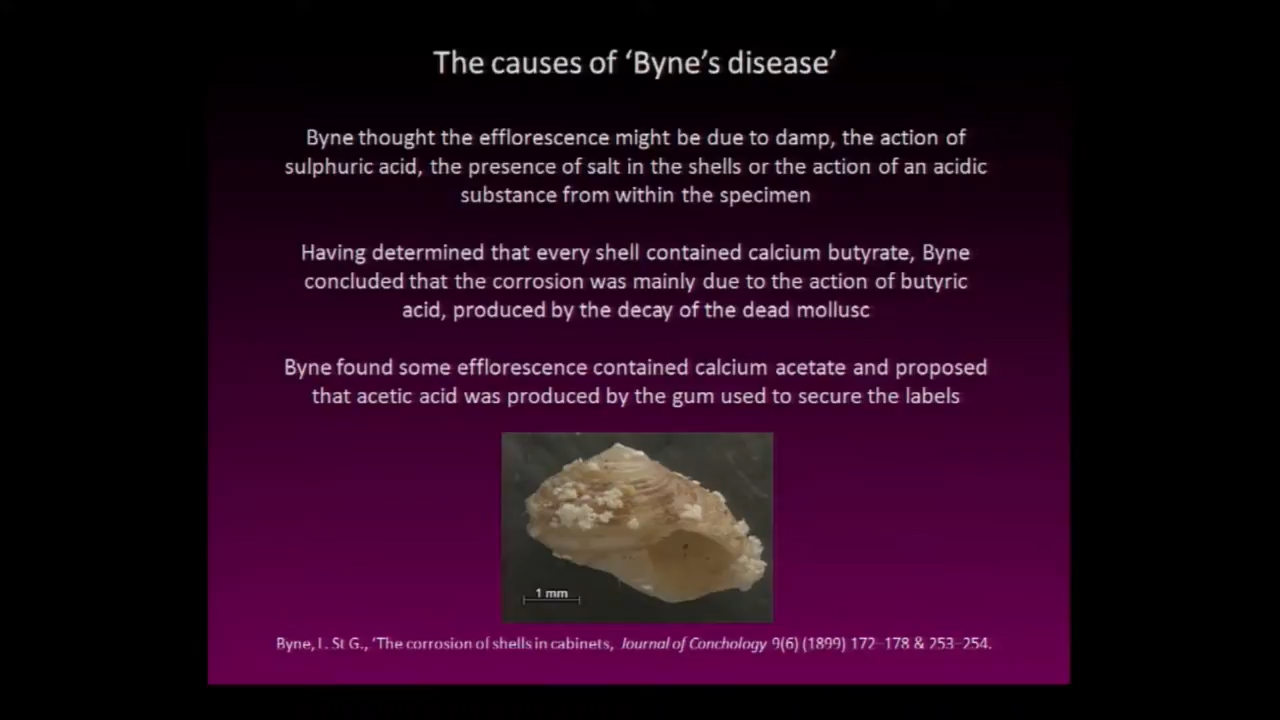 The causes of ‘Byne’s disease’
Byne thought the efflorescence might be due to damp, the action of
sulphuric acid, the presence of salt in the shells or the action of an acidic
substance from within the specimen
Having determined that every shell contained calcium butyrate, Byne
concluded that the corrosion was mainly due to the action of butyric
acid, produced by the decay of the dead mollusc
Byne found some efflorescence contained calcium acetate and proposed
that acetic acid was produced by the gum used to secure the labels
1 mm
Byne, L. St G., ‘The corrosion of shells in cabinets, Journal of Conchology 9(6) (1899) 172–178 & 253–254.